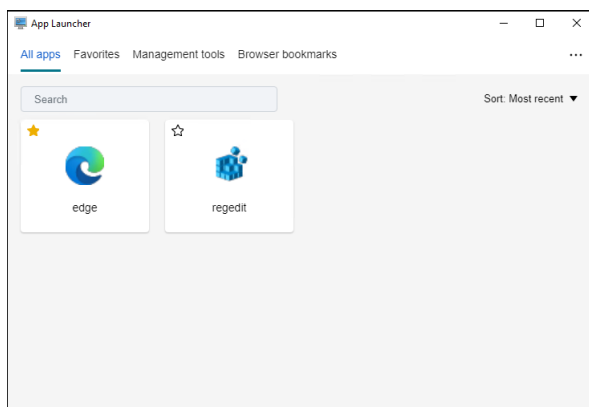 App Launcher
All apps Favorites Management tools Browser bookmarks
Search
Sort: Most recent
edge regedit